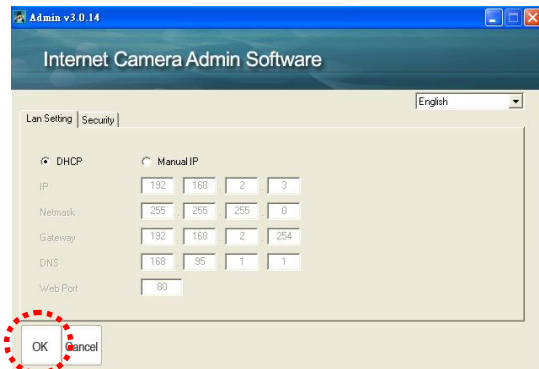 Admin v3.0.14
Internet Camera Admin Software
English
Lan Setting Security
DHCP Manual IP
IP 192 . 168 . 2 . 3
Netmask 255 . 255 . 255 . 0
Gateway 192 . 168 . 2 . 254
DNS 168 . 95 . 1 . 1
Web Port 80
OK Cancel